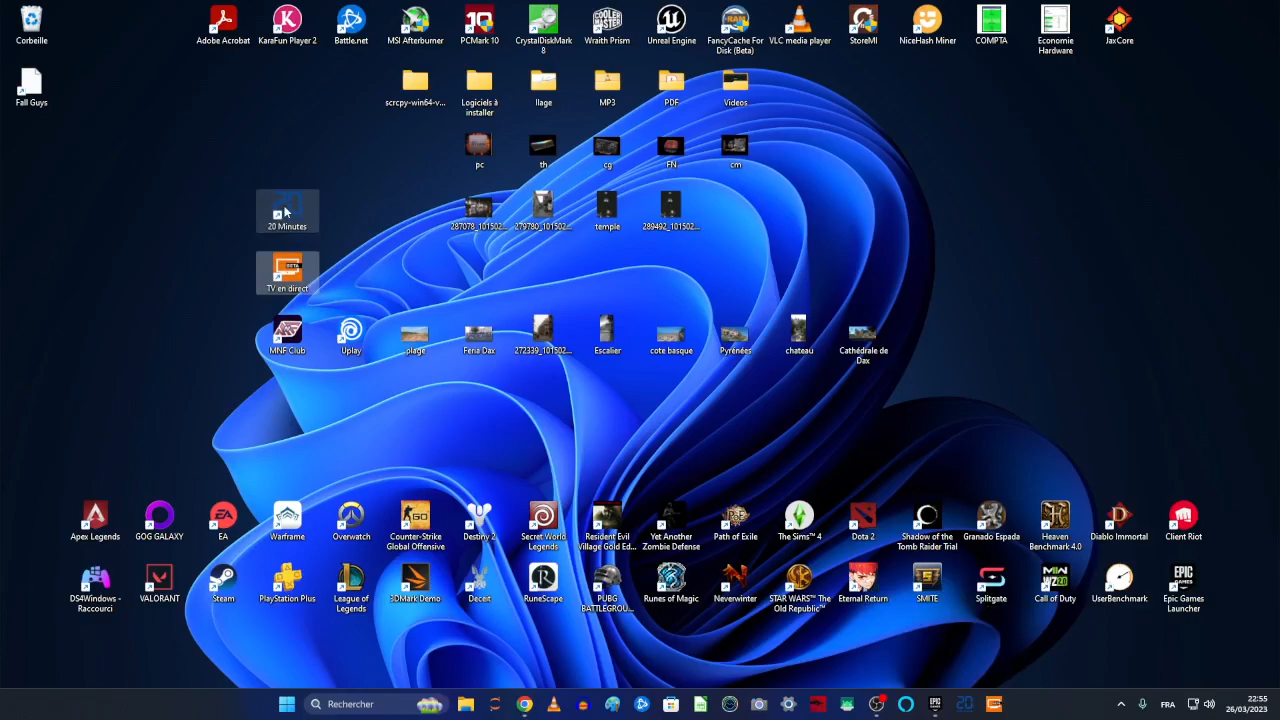 Corbeille
Adobe Acrobat
KaraFun Player 2
Battle.net
MSI Afterburner
PCMark 10
CrystalDiskMark
8
Wraith Prism
Unreal Engine
FancyCache For
Disk (Beta)
VLC media player
StoreMI
NiceHash Miner
COMPTA
Economie
Hardware
JaxCore
Fall Guys
scrcpy-win64-v...
Logiciels à
installer
llage
MP3
PDF
Videos
pc
th
cg
FN
cm
20
20 Minutes
287078_101502...
279780_101502...
temple
289492_101502...
BETA
TV en direct
MNF Club
Uplay
plage
Feria Dax
272339_101502...
Escalier
cote basque
Pyrénées
chateau
Cathédrale de
Dax
Apex Legends
GOG GALAXY
EA
Warframe
Overwatch
Counter-Strike
Global Offensive
Destiny 2
Secret World
Legends
Resident Evil
Village Gold Ed...
Yet Another
Zombie Defense
Path of Exile
The Sims™ 4
Dota 2
Shadow of the
Tomb Raider Trial
Granado Espada
Heaven
Benchmark 4.0
Diablo Immortal
Client Riot
DS4Windows -
Raccourci
VALORANT
Steam
PlayStation Plus
League of
Legends
3DMark Demo
Deceit
RuneScape
PUBG
BATTLEGROU...
Runes of Magic
Neverwinter
STAR WARS™ The
Old Republic™
Eternal Return
SMITE
Splitgate
Call of Duty
UserBenchmark
Epic Games
Launcher
Rechercher
20
FR
22:55
26/03/2023